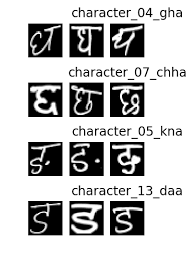 character_04_gha
घ घ घ
character_07_chha
छ छ छ
character_05_kna
ङ ङ ङ
character_13_daa
ड ड ड